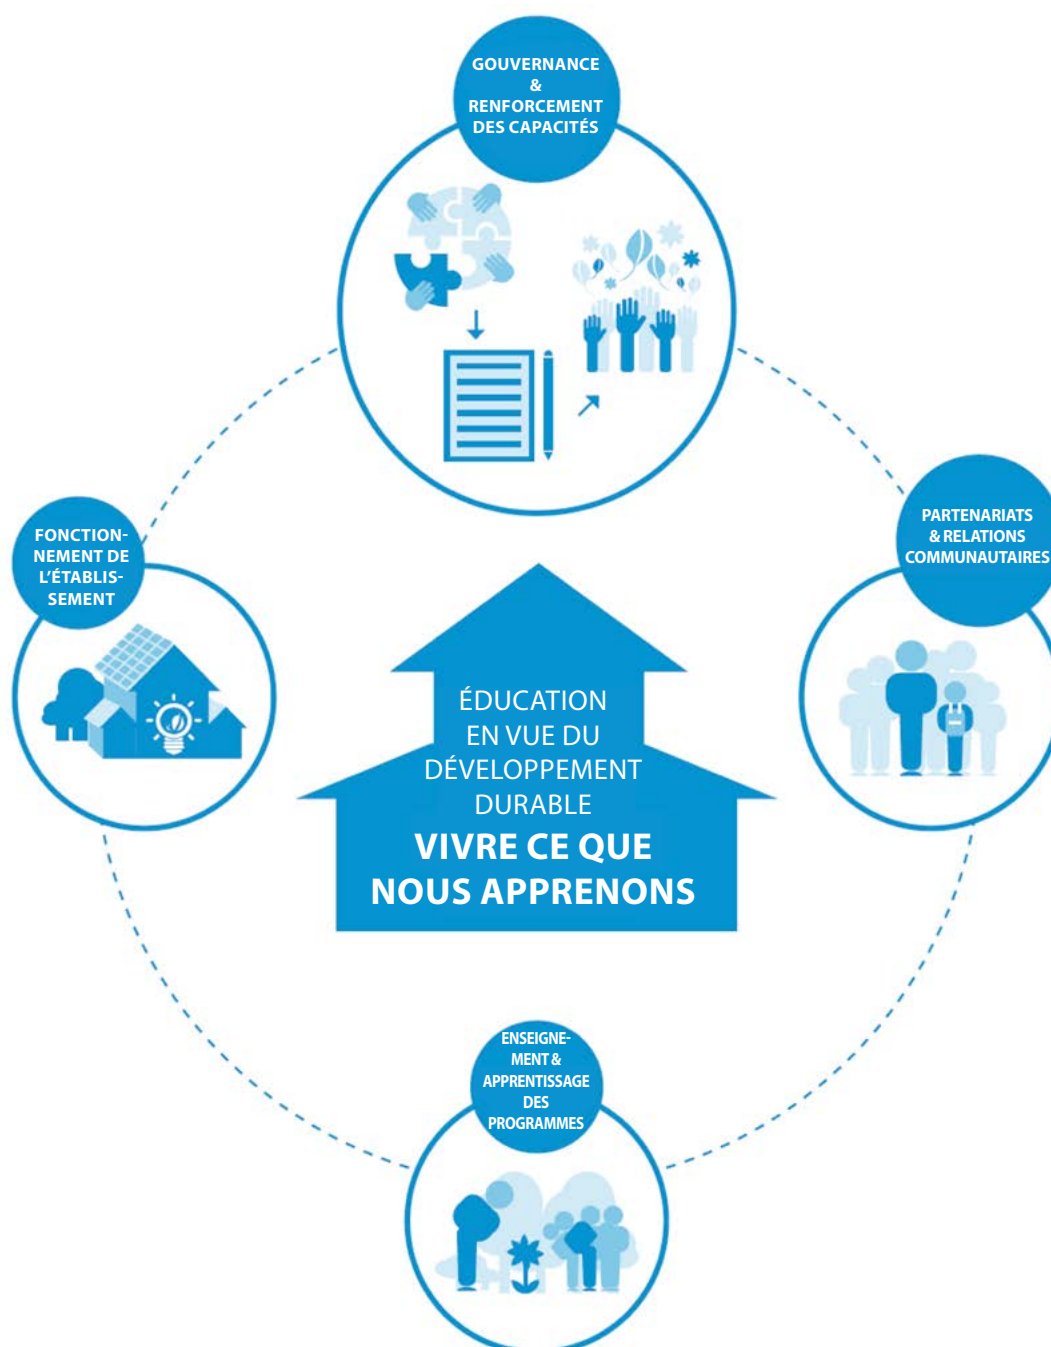 GOUVERNANCE
&
RENFORCEMENT
DES CAPACITÉS
FONCTION-
NEMENT DE
L'ÉTABLIS-
SEMENT
PARTENARIATS
& RELATIONS
COMMUNAUTAIRES
ÉDUCATION
EN VUE DU
DÉVELOPPEMENT
DURABLE
VIVRE CE QUE
NOUS APPRENONS
ENSEIGNE-
MENT &
APPRENTISSAGE
DES
PROGRAMMES